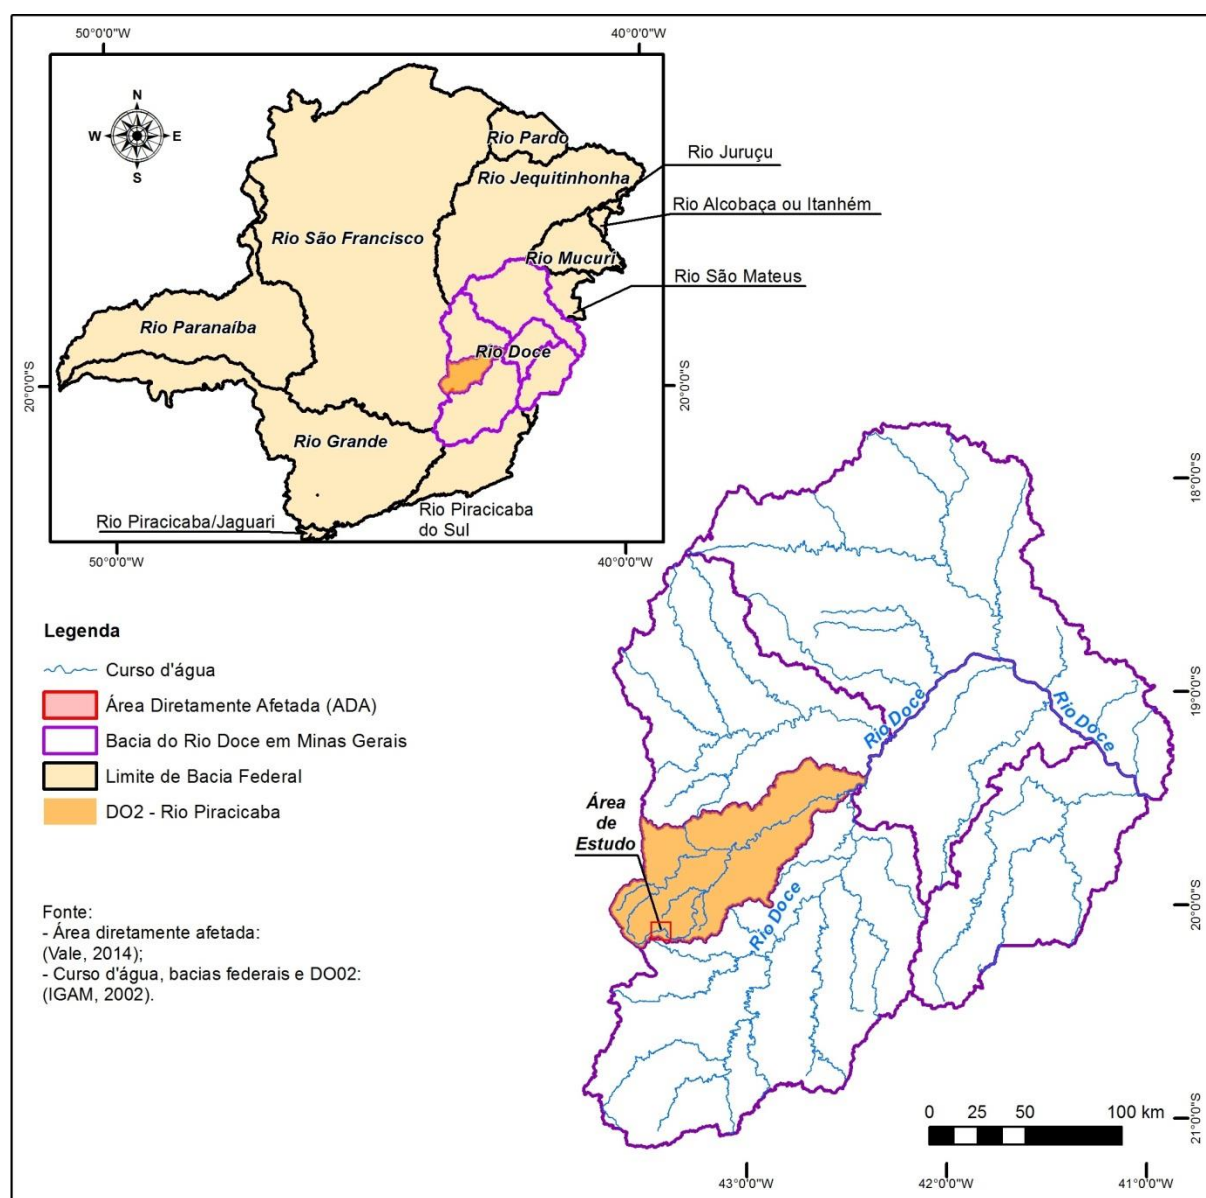 50°0'0"W
40°0'0"W
N
W
E
S
Rio Pardo
Rio Juruçu
Rio Jequitinhonha
Rio Alcobaça ou Itanhém
Rio São Francisco
Rio Mucuri
Rio São Mateus
Rio Paranaíba
Rio Doce
20°0'0"S
20°0'0"S
Rio Grande
Rio Piracicaba
do Sul
Rio Piracicaba/Jaguari
50°0'0"W
40°0'0"W
18°0'0"S
19°0'0"S
20°0'0"S
21°0'0"S
Legenda
Curso d'água
Área Diretamente Afetada (ADA)
Bacia do Rio Doce em Minas Gerais
Limite de Bacia Federal
DO2 - Rio Piracicaba
Rio Doce
Rio Doce
Área
de
Estudo
Rio Doce
Fonte:
- Área diretamente afetada:
(Vale, 2014);
- Curso d'água, bacias federais e DO02:
(IGAM, 2002).
0 25 50 100 km
43°0'0"W
42°0'0"W
41°0'0"W